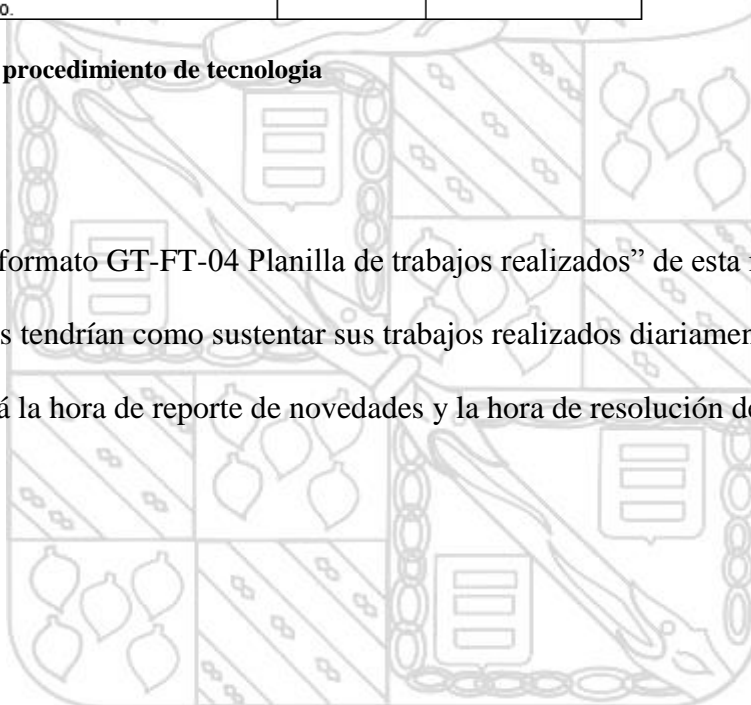 o.
procedimiento de tecnologia
formato GT-FT-04 Planilla de trabajos realizados” de esta
s tendrían como sustentar sus trabajos realizados diariamen
á la hora de reporte de novedades y la hora de resolución de